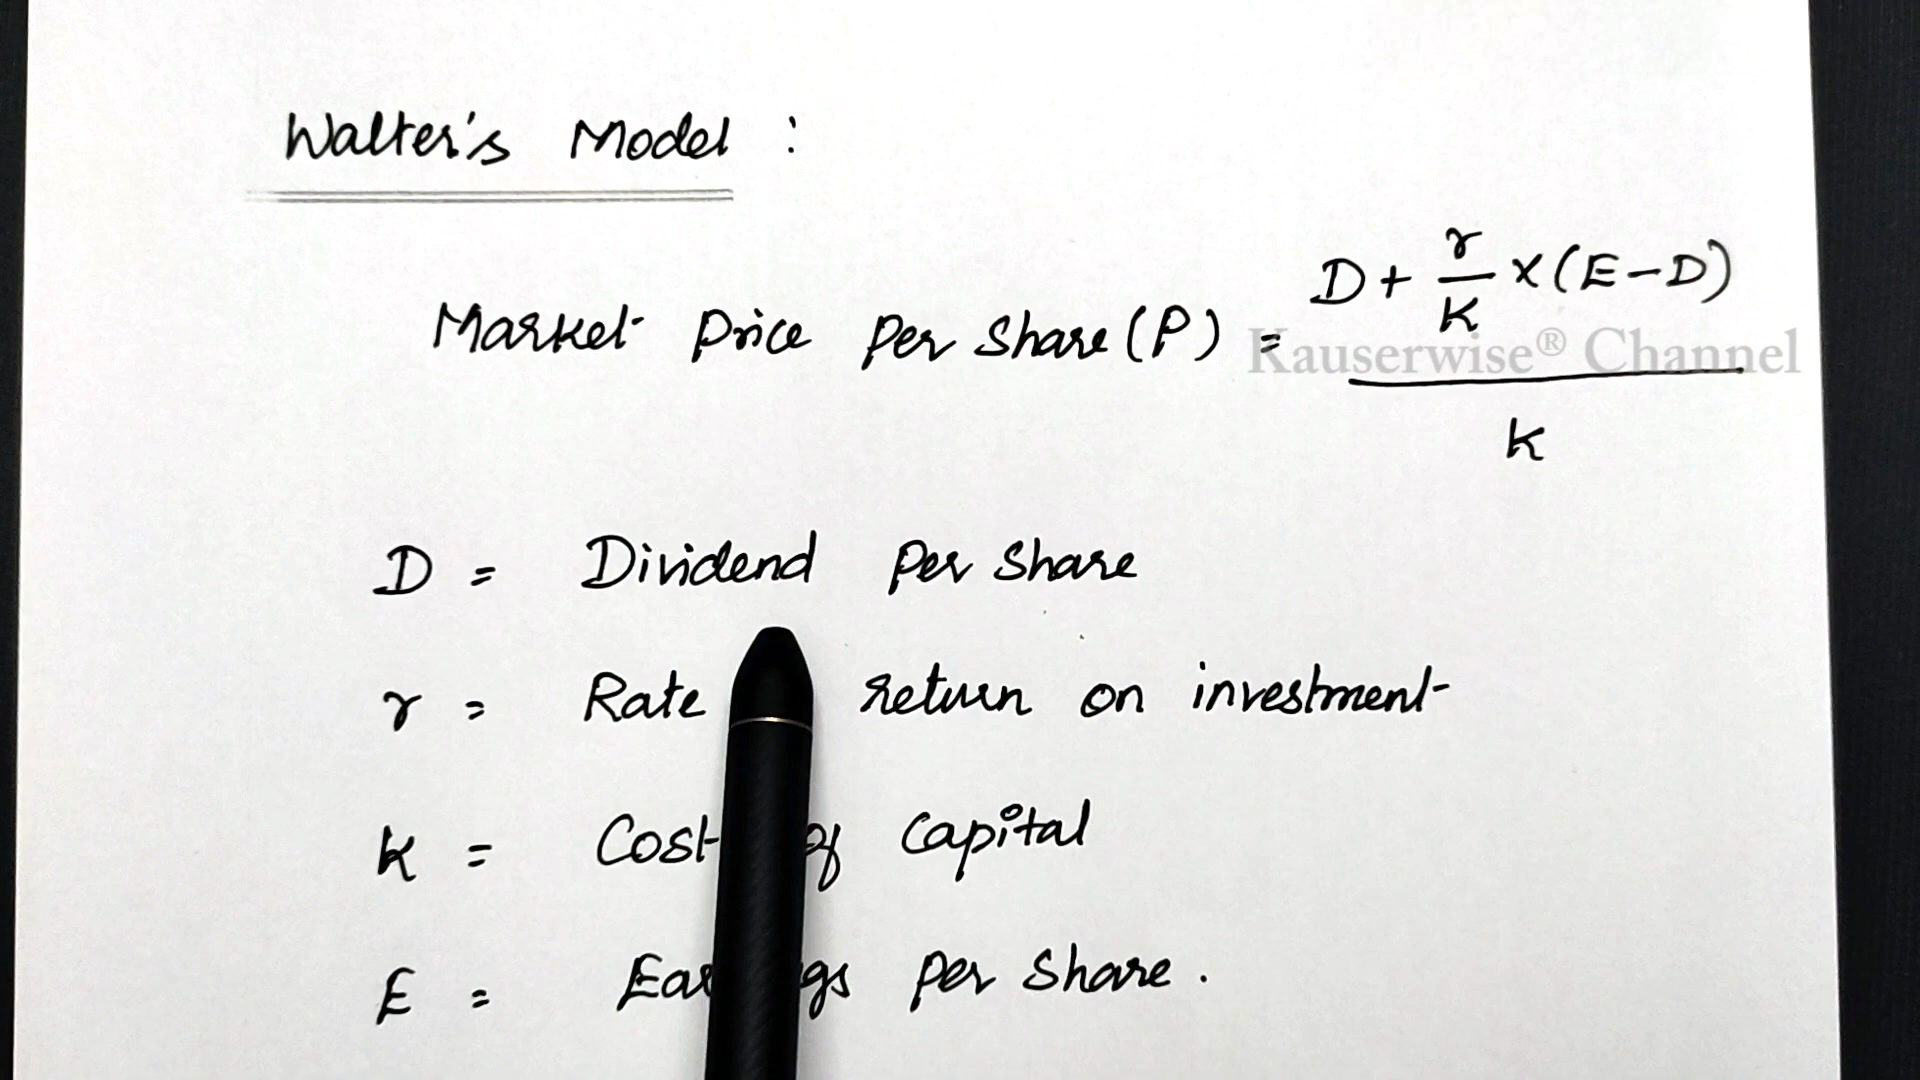 Walter's Model :
Market Price Per Share (P) = D + r/K × (E - D) / K
Kauserwise® Channel
D = Dividend Per Share
r = Rate return on investment
K = Cost of Capital
E = Per Share.